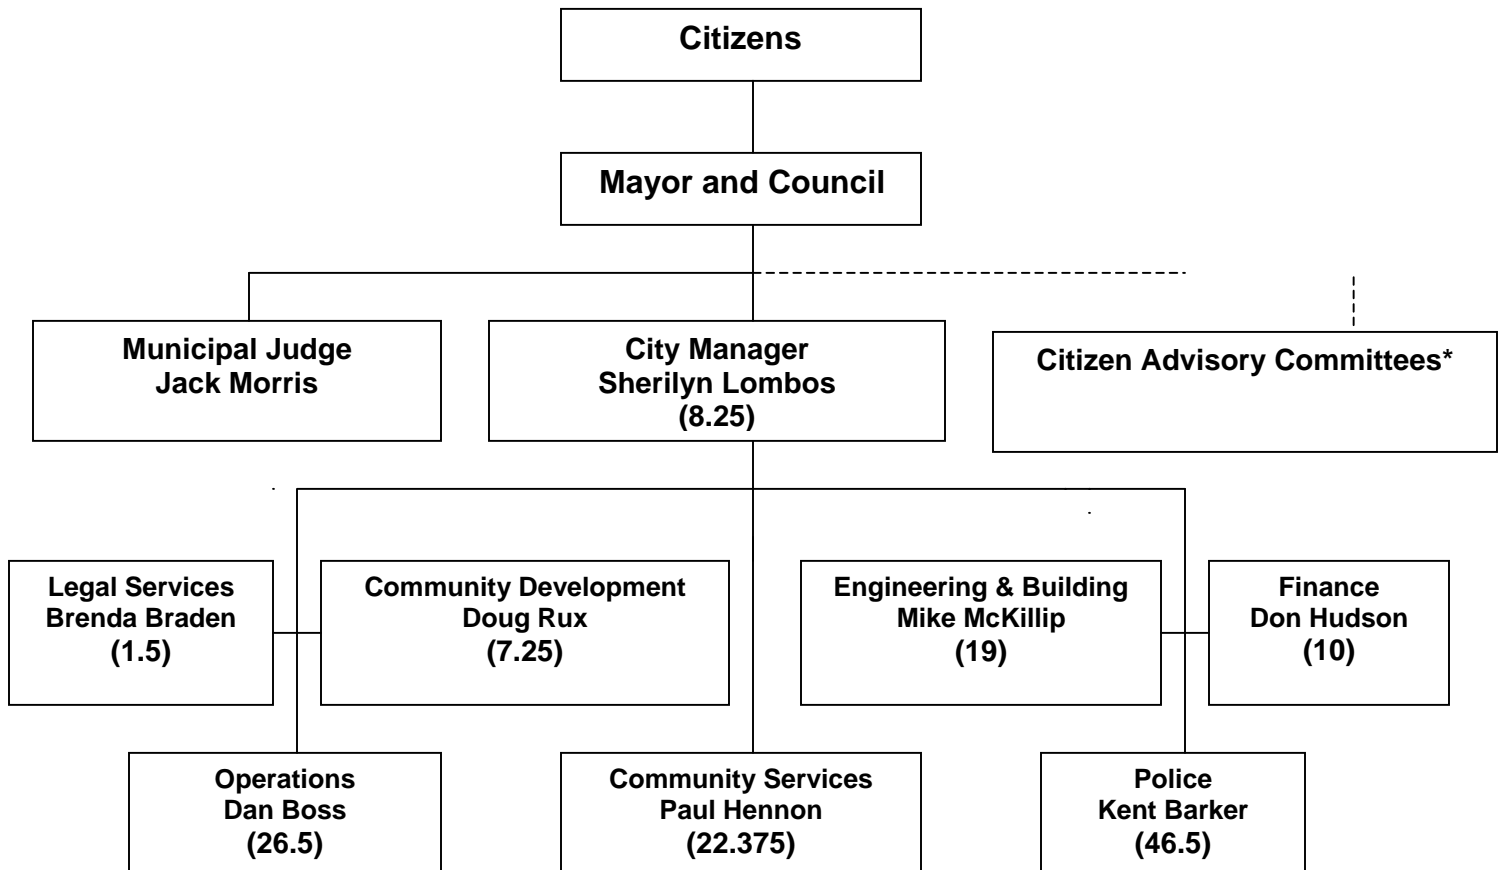 Citizens
Mayor and Council
Municipal Judge
Jack Morris
City Manager
Sherilyn Lombos
(8.25)
Citizen Advisory Committees*
Legal Services
Brenda Braden
(1.5)
Community Development
Doug Rux
(7.25)
Engineering & Building
Mike McKillip
(19)
Finance
Don Hudson
(10)
Operations
Dan Boss
(26.5)
Community Services
Paul Hennon
(22.375)
Police
Kent Barker
(46.5)